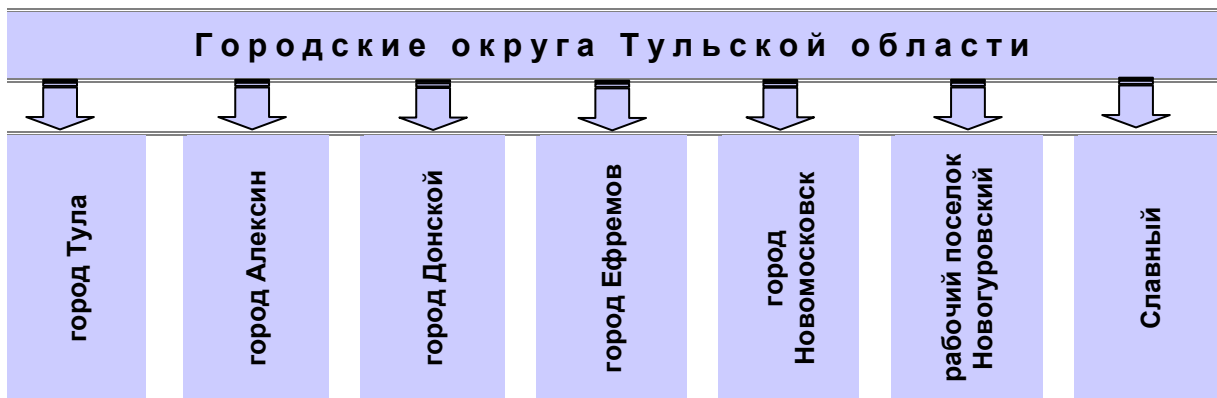 Городские округа Тульской области
город Тула
город Алексин
город Донской
город Ефремов
город
Новомосковск
рабочий поселок
Новогуровский
Славный